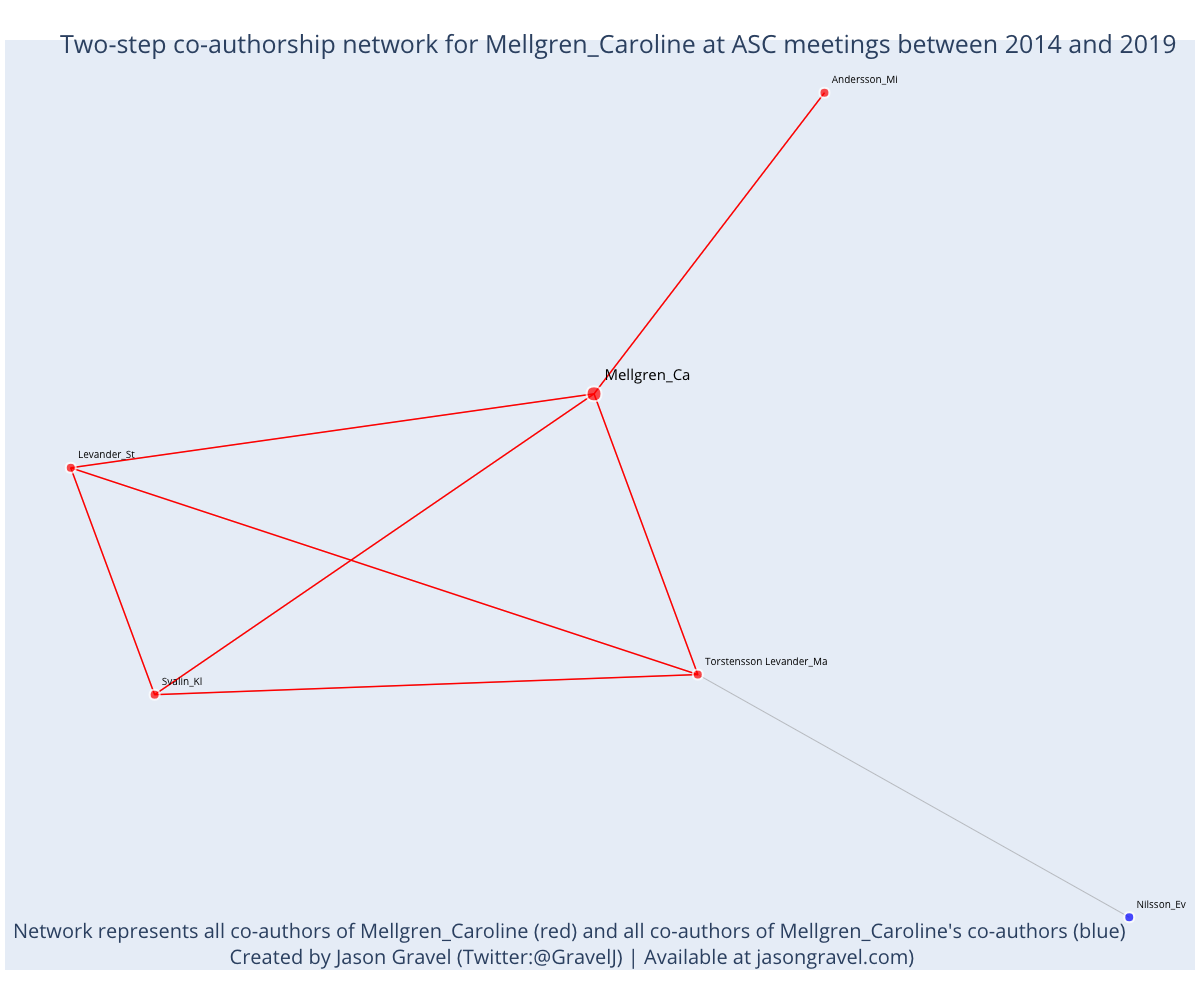 Two-step co-authorship network for Mellgren_Caroline at ASC meetings between 2014 and 2019
Andersson_Mi
Mellgren_Ca
Levander_St
Torstensson Levander_Ma
Svalin_Kl
Nilsson_Ev
Network represents all co-authors of Mellgren_Caroline (red) and all co-authors of Mellgren_Caroline's co-authors (blue)
Created by Jason Gravel (Twitter:@GravelJ) | Available at jasongravel.com)